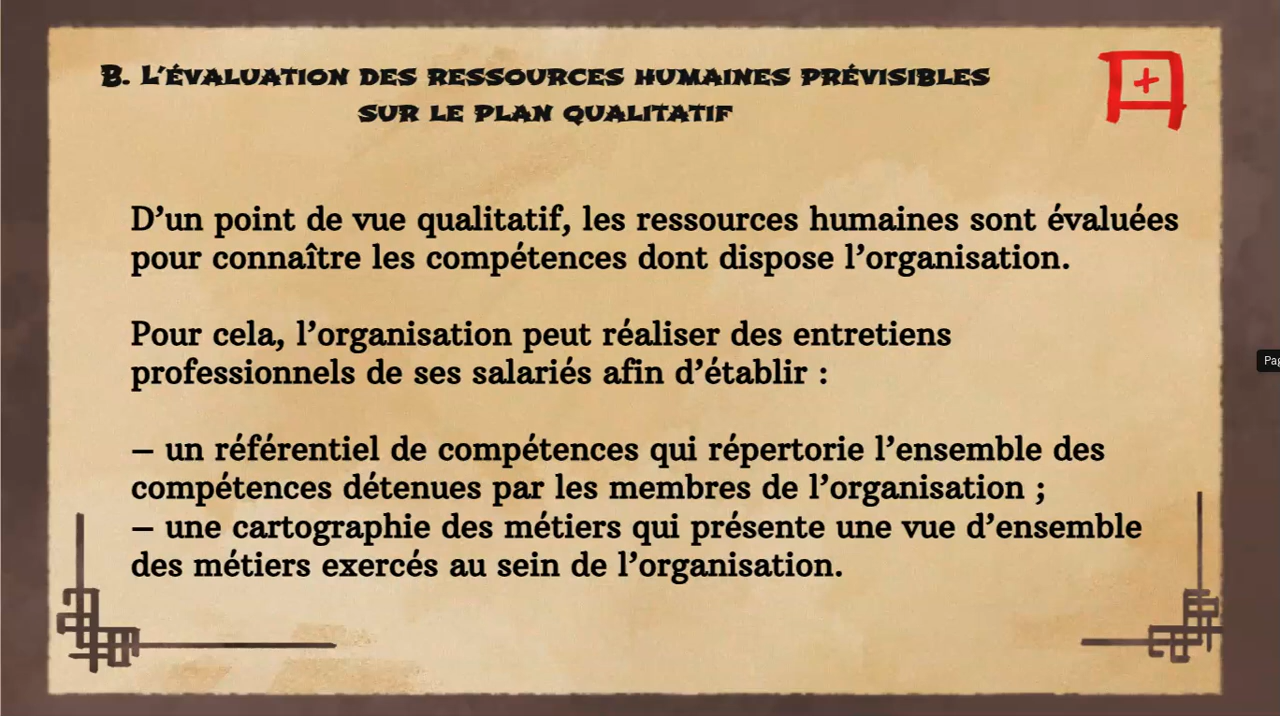 B. L'ÉVALUATION DES RESSOURCES HUMAINES PRÉVISIBLES
SUR LE PLAN QUALITATIF
D’un point de vue qualitatif, les ressources humaines sont évaluées
pour connaître les compétences dont dispose l’organisation.
Pour cela, l’organisation peut réaliser des entretiens
professionnels de ses salariés afin d’établir :
– un référentiel de compétences qui répertorie l’ensemble des
compétences détenues par les membres de l’organisation ;
– une cartographie des métiers qui présente une vue d’ensemble
des métiers exercés au sein de l’organisation.
Pag